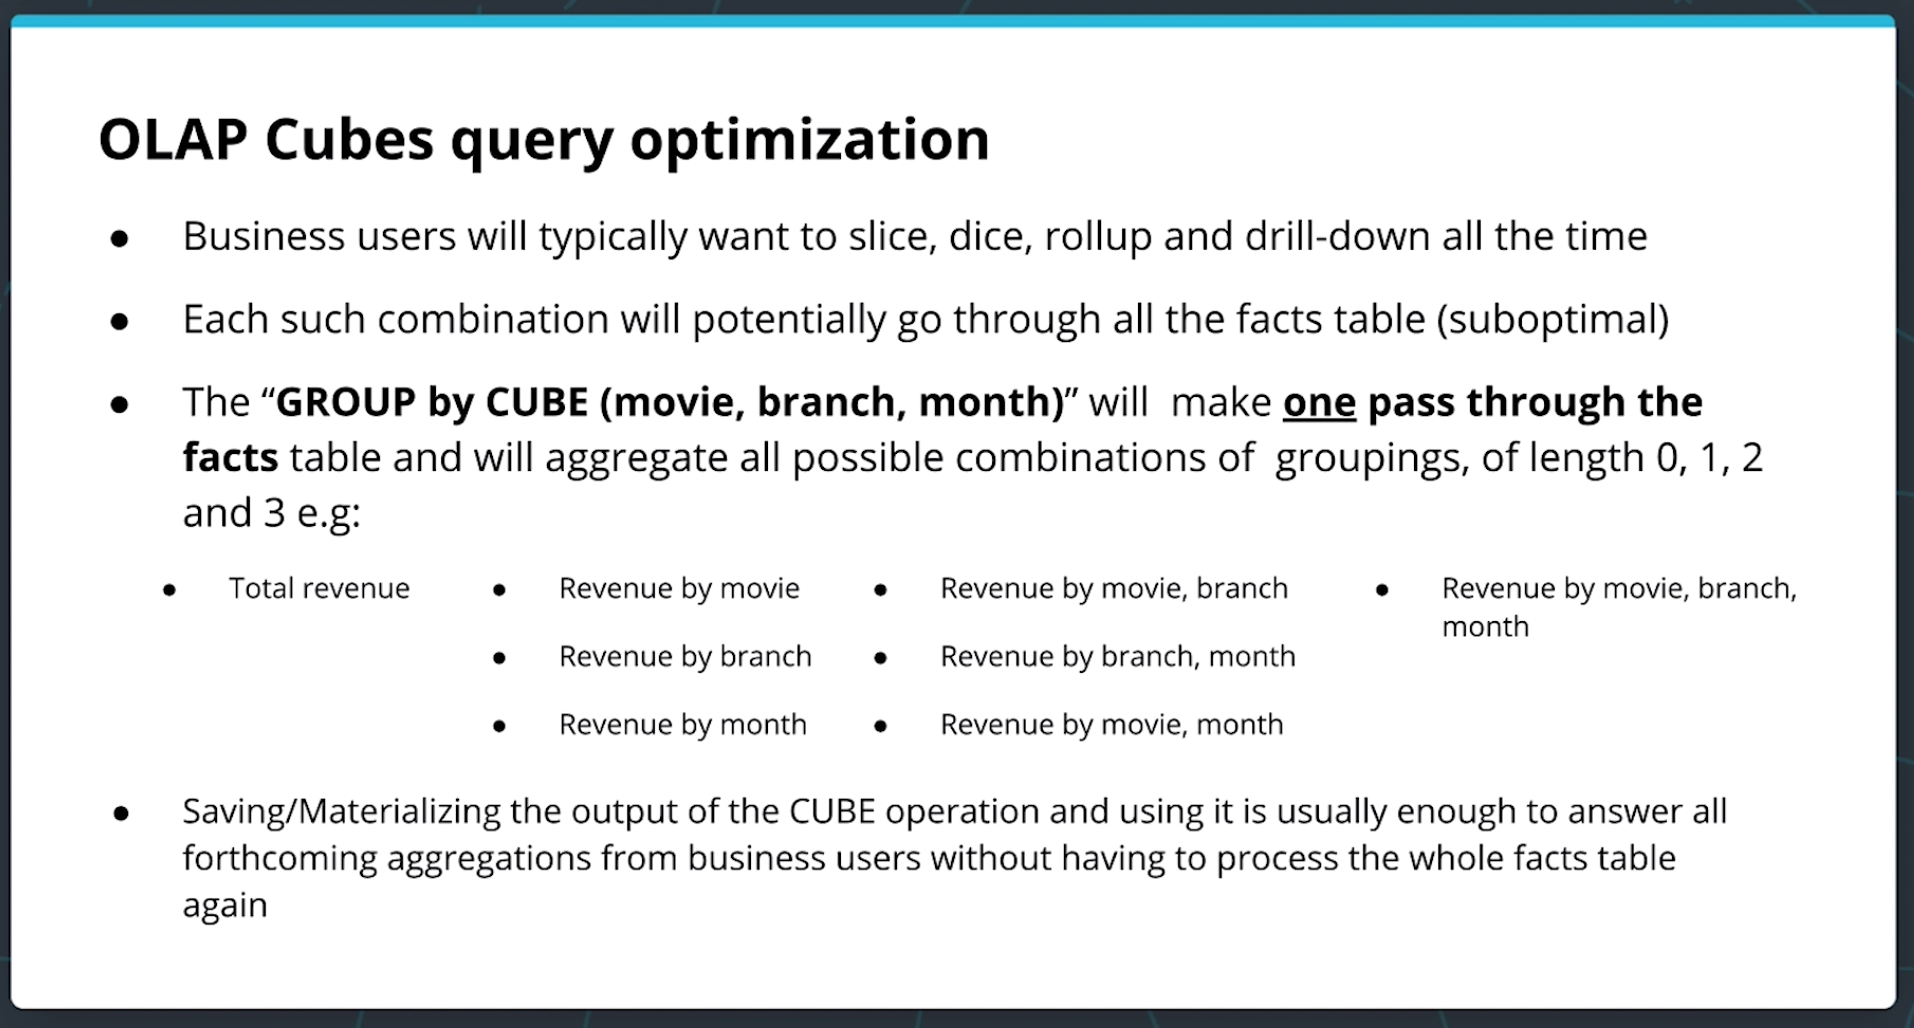 OLAP Cubes query optimization
● Business users will typically want to slice, dice, rollup and drill-down all the time
● Each such combination will potentially go through all the facts table (suboptimal)
● The “GROUP by CUBE (movie, branch, month)” will make one pass through the
facts table and will aggregate all possible combinations of groupings, of length 0, 1, 2
and 3 e.g:
● Total revenue
● Revenue by movie
● Revenue by branch
● Revenue by month
● Revenue by movie, branch
● Revenue by branch, month
● Revenue by movie, month
● Revenue by movie, branch,
month
● Saving/Materializing the output of the CUBE operation and using it is usually enough to answer all
forthcoming aggregations from business users without having to process the whole facts table
again